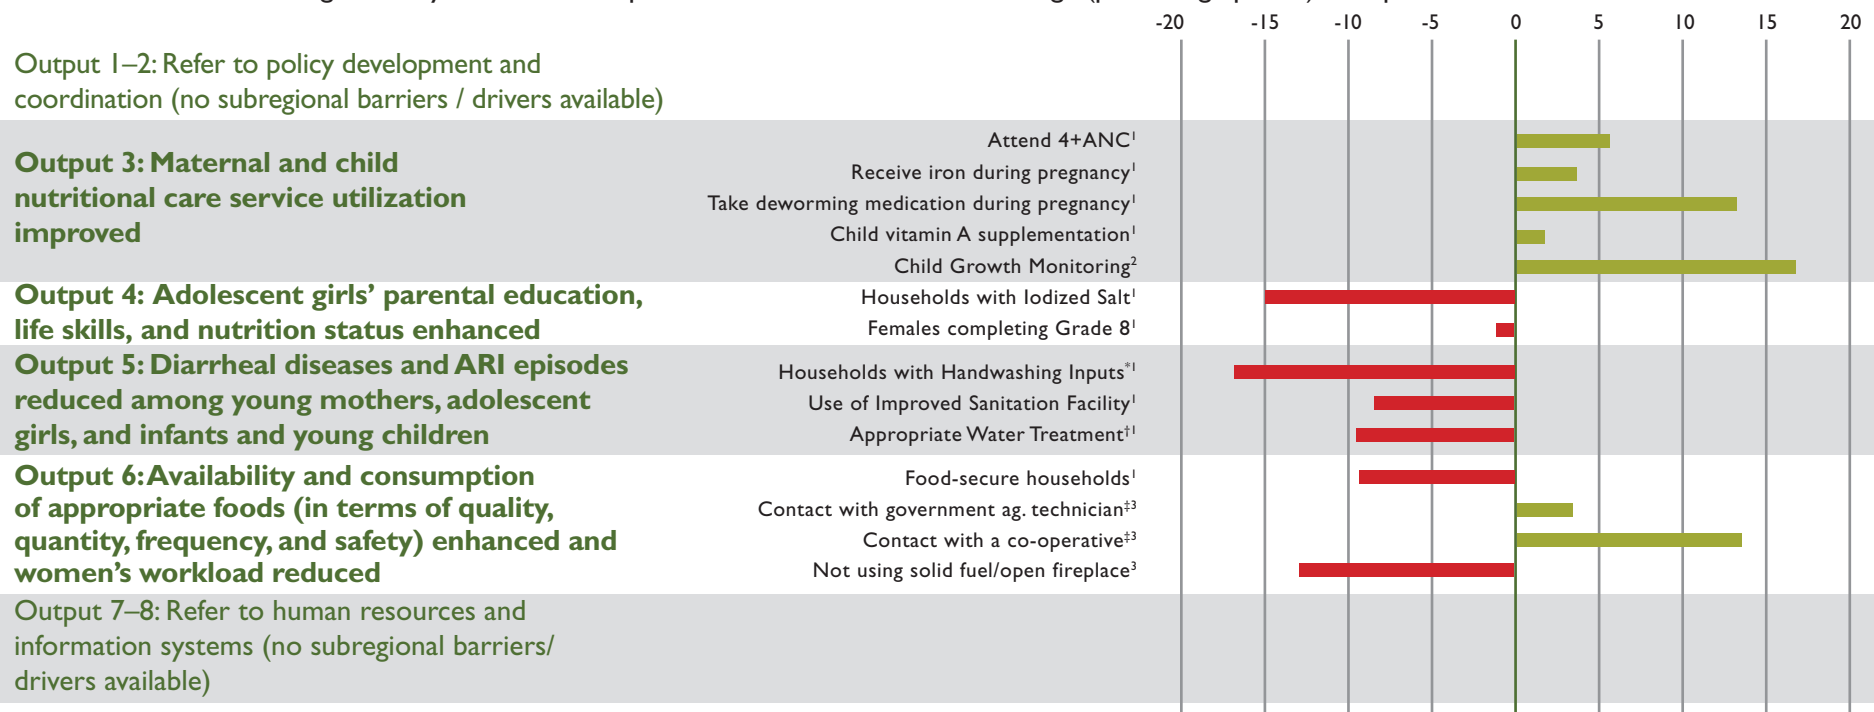 -20 -15 -10 -5 0 5 10 15 20
Output 1–2: Refer to policy development and
coordination (no subregional barriers / drivers available)
Output 3: Maternal and child
nutritional care service utilization
improved
Attend 4+ANC¹
Receive iron during pregnancy¹
Take deworming medication during pregnancy¹
Child vitamin A supplementation¹
Child Growth Monitoring²
Output 4: Adolescent girls’ parental education,
life skills, and nutrition status enhanced
Households with Iodized Salt¹
Females completing Grade 8¹
Output 5: Diarrheal diseases and ARI episodes
reduced among young mothers, adolescent
girls, and infants and young children
Households with Handwashing Inputs*¹
Use of Improved Sanitation Facility¹
Appropriate Water Treatment†¹
Output 6: Availability and consumption
of appropriate foods (in terms of quality,
quantity, frequency, and safety) enhanced and
women’s workload reduced
Food-secure households¹
Contact with government ag. technician‡³
Contact with a co-operative‡³
Not using solid fuel/open fireplace³
Output 7–8: Refer to human resources and
information systems (no subregional barriers/
drivers available)